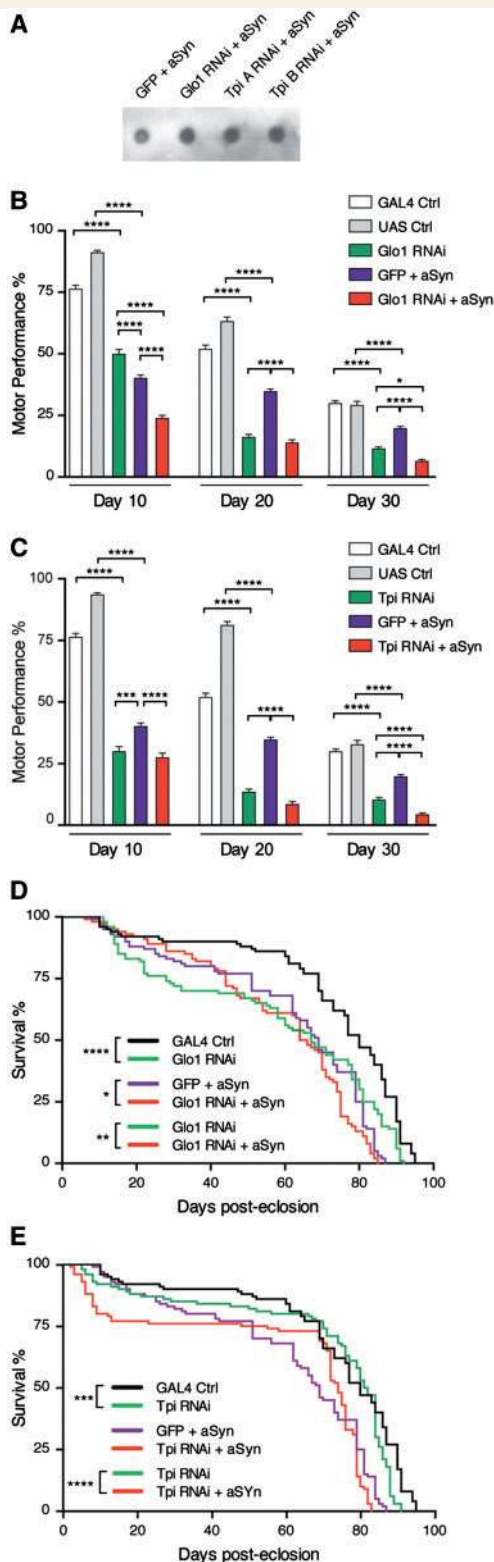 A
GFP + aSyn
Glo1 RNAi + aSyn
Tpi A RNAi + aSyn
Tpi B RNAi + aSyn
B
100
75
50
25
0
Motor Performance %
GAL4 Ctrl
UAS Ctrl
Glo1 RNAi
GFP + aSyn
Glo1 RNAi + aSyn
**** **** **** **** ****
**** **** ****
**** **** * ****
Day 10 Day 20 Day 30
C
100
75
50
25
0
Motor Performance %
GAL4 Ctrl
UAS Ctrl
Tpi RNAi
GFP + aSyn
Tpi RNAi + aSyn
**** **** *** ****
**** **** ****
**** **** **** ****
Day 10 Day 20 Day 30
D
100
75
50
25
0
Survival %
**** GAL4 Ctrl
Glo1 RNAi
* GFP + aSyn
Glo1 RNAi + aSyn
** Glo1 RNAi
Glo1 RNAi + aSyn
0 20 40 60 80 100
Days post-eclosion
E
100
75
50
25
0
Survival %
*** GAL4 Ctrl
Tpi RNAi
GFP + aSyn
Tpi RNAi + aSyn
**** Tpi RNAi
Tpi RNAi + aSYn
0 20 40 60 80 100
Days post-eclosion